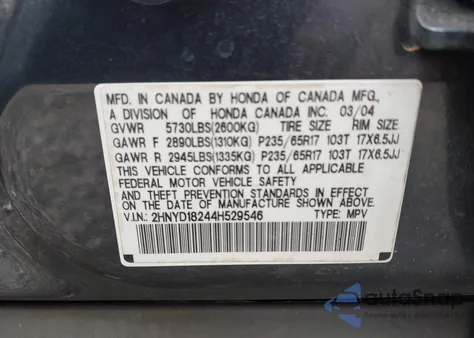 MFD. IN CANADA BY HONDA OF CANADA MFG.,
A DIVISION OF HONDA CANADA INC. 03/04
GVWR 5730LBS(2600KG) TIRE SIZE RIM SIZE
GAWR F 2890LBS(1310KG) P235/65R17 103T 17X6.5JJ
GAWR R 2945LBS(1335KG) P235/65R17 103T 17X6.5JJ
THIS VEHICLE CONFORMS TO ALL APPLICABLE
FEDERAL MOTOR VEHICLE SAFETY
AND THEFT PREVENTION STANDARDS IN EFFECT
ON THE DATE OF MANUFACTURE SHOWN ABOVE.
V.I.N.: 2HNYD18244H529546 TYPE: MPV
autoSnap